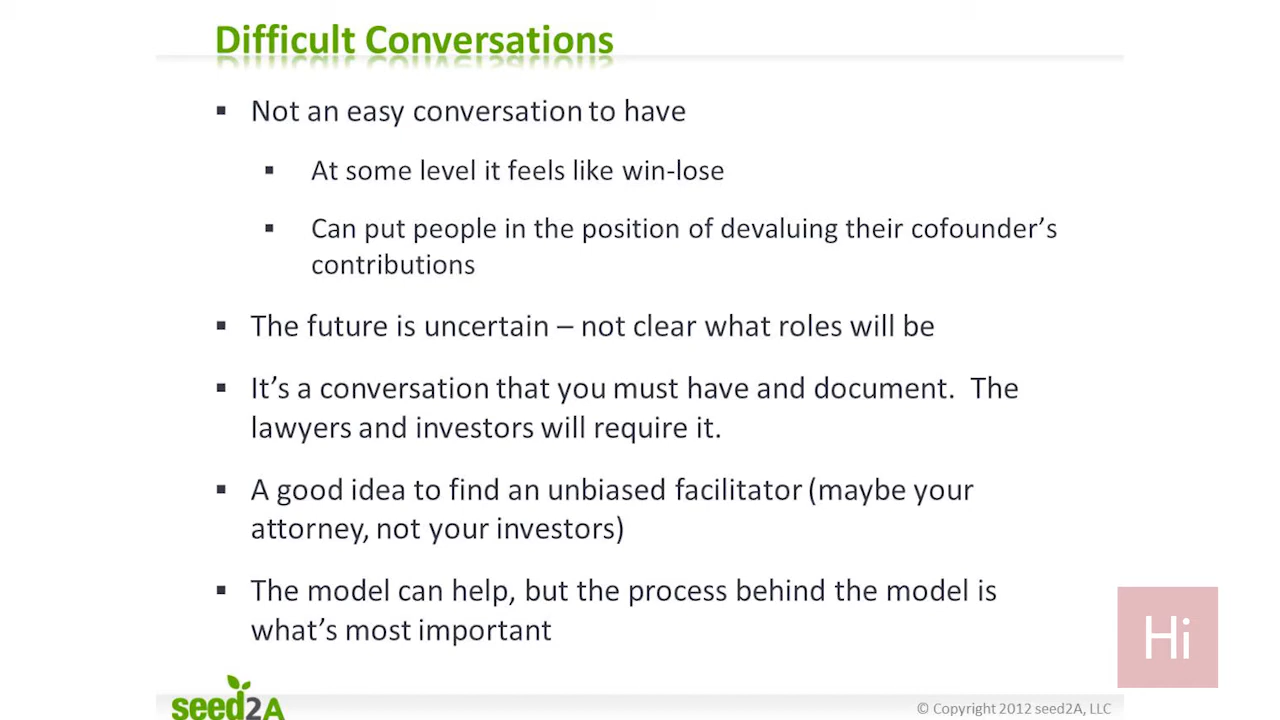 Difficult Conversations
▪ Not an easy conversation to have
▪ At some level it feels like win-lose
▪ Can put people in the position of devaluing their cofounder’s
contributions
▪ The future is uncertain – not clear what roles will be
▪ It’s a conversation that you must have and document.  The
lawyers and investors will require it.
▪ A good idea to find an unbiased facilitator (maybe your
attorney, not your investors)
▪ The model can help, but the process behind the model is
what’s most important
Hi
seed2A
© Copyright 2012 seed2A, LLC